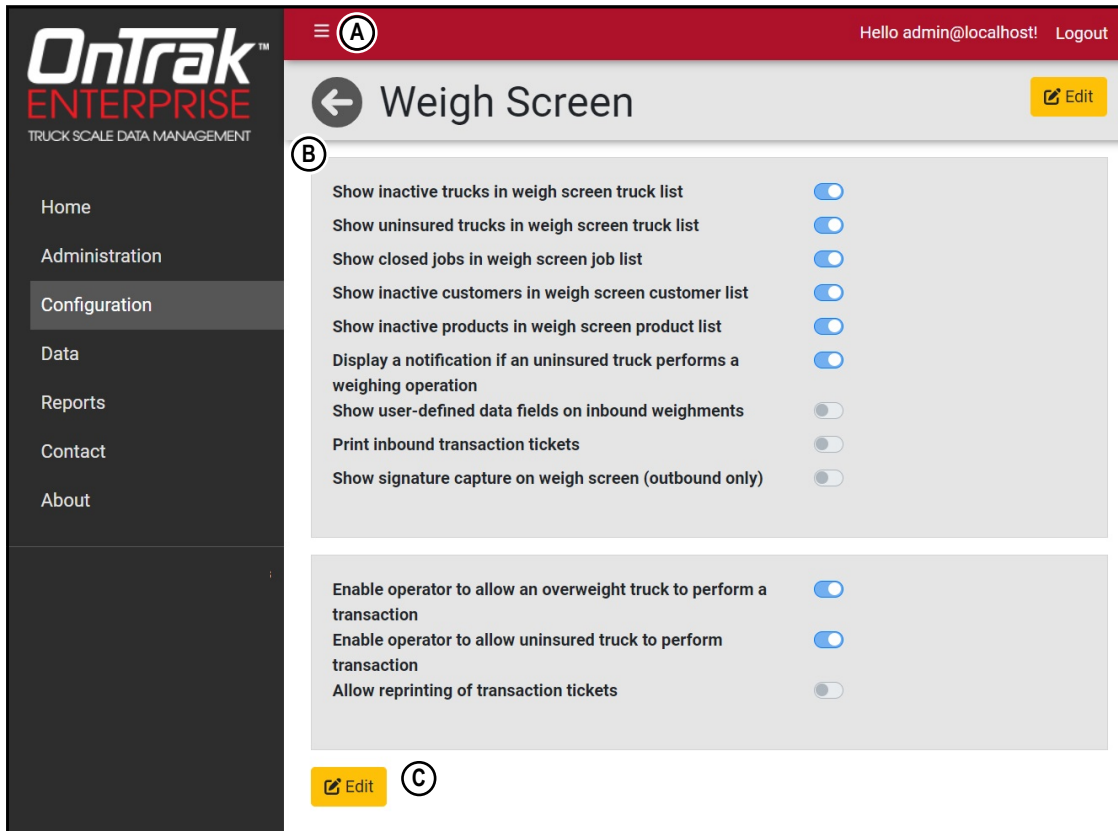 OnTrak™
ENTERPRISE
TRUCK SCALE DATA MANAGEMENT
Home
Administration
Configuration
Data
Reports
Contact
About
A
Hello admin@localhost! Logout
Weigh Screen
Edit
B
Show inactive trucks in weigh screen truck list
Show uninsured trucks in weigh screen truck list
Show closed jobs in weigh screen job list
Show inactive customers in weigh screen customer list
Show inactive products in weigh screen product list
Display a notification if an uninsured truck performs a
weighing operation
Show user-defined data fields on inbound weighments
Print inbound transaction tickets
Show signature capture on weigh screen (outbound only)
Enable operator to allow an overweight truck to perform a
transaction
Enable operator to allow uninsured truck to perform
transaction
Allow reprinting of transaction tickets
Edit
C